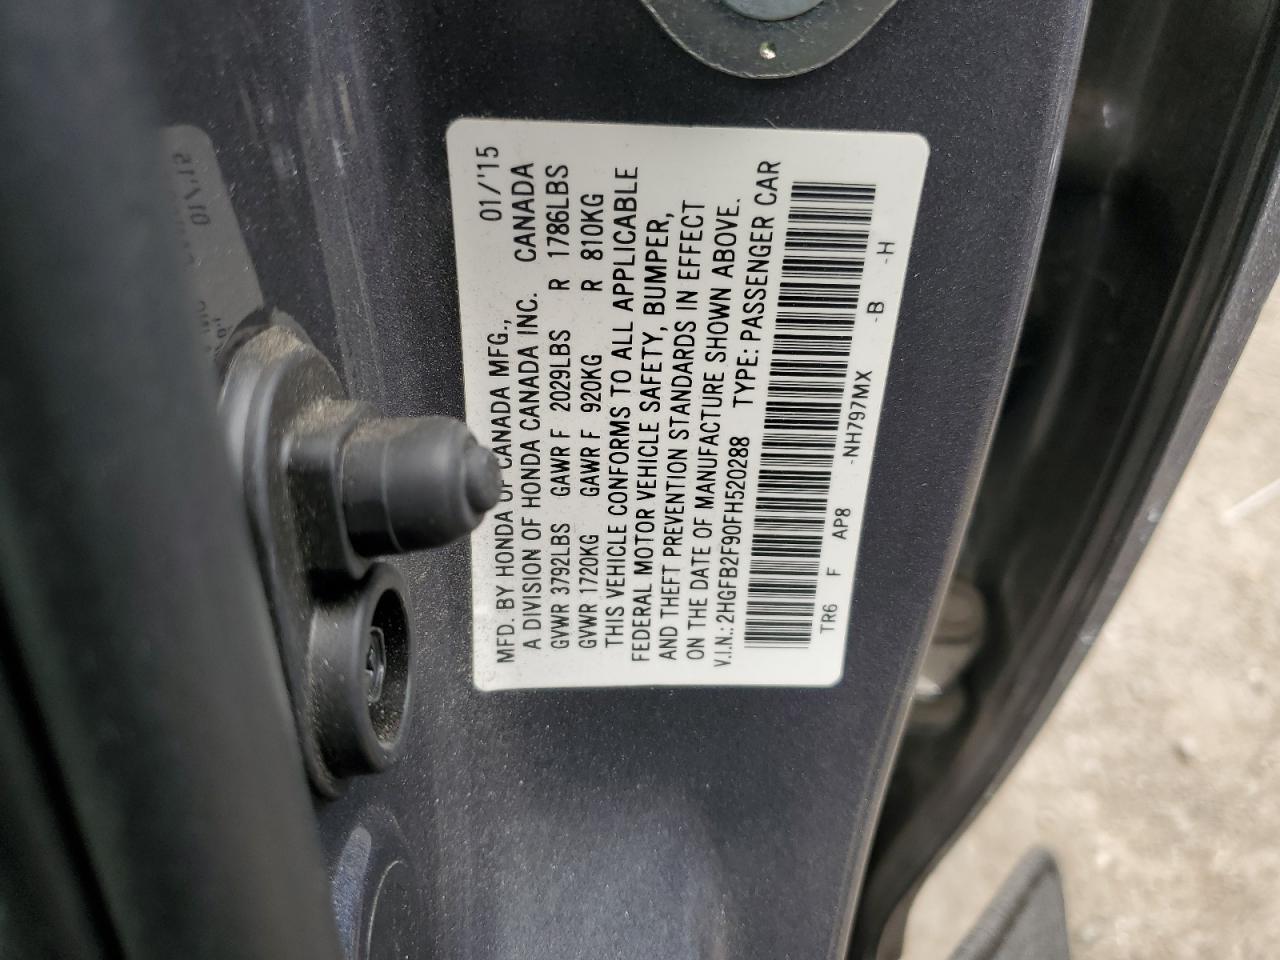 01/'15
MFD. BY HONDA OF CANADA MFG.,
A DIVISION OF HONDA CANADA INC. CANADA
GVWR 3792LBS GAWR F 2029LBS R 1786LBS
GVWR 1720KG GAWR F 920KG R 810KG
THIS VEHICLE CONFORMS TO ALL APPLICABLE
FEDERAL MOTOR VEHICLE SAFETY, BUMPER,
AND THEFT PREVENTION STANDARDS IN EFFECT
ON THE DATE OF MANUFACTURE SHOWN ABOVE.
V.I.N.: 2HGFB2F90FH520288 TYPE: PASSENGER CAR
TR6 F AP8 -NH797MX -B -H
01/'15